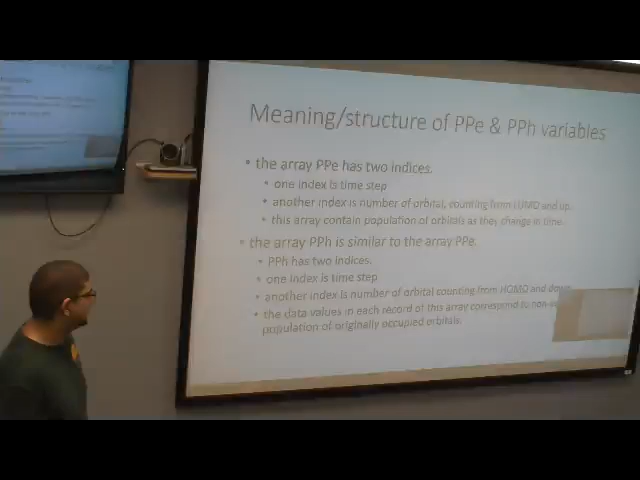 Meaning/structure of PPe & PPh variables
• the array PPe has two indices.
• one index is time step
• another index is number of orbital, counting from LUMO and up.
• this array contain population of orbitals as they change in time.
• the array PPh is similar to the array PPe.
• PPh has two indices.
• one index is time step
• another index is number of orbital counting from HOMO and down
• the data values in each record of this array correspond to
population of originally occupied orbitals.